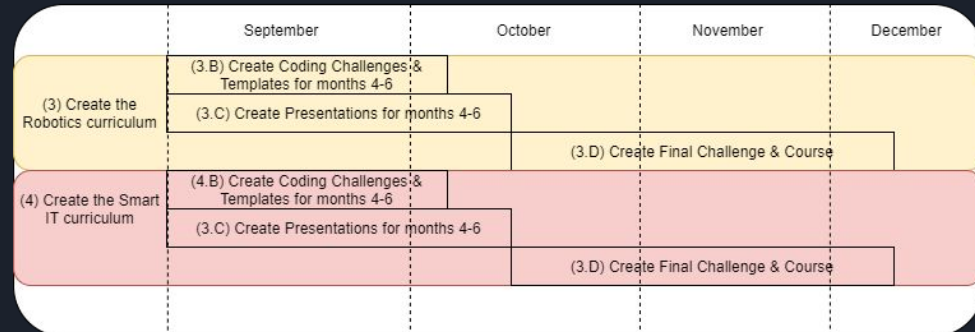 September
October
November
December
(3) Create the
Robotics curriculum
(3.B) Create Coding Challenges &
Templates for months 4-6
(3.C) Create Presentations for months 4-6
(3.D) Create Final Challenge & Course
(4) Create the Smart
IT curriculum
(4.B) Create Coding Challenges &
Templates for months 4-6
(3.C) Create Presentations for months 4-6
(3.D) Create Final Challenge & Course